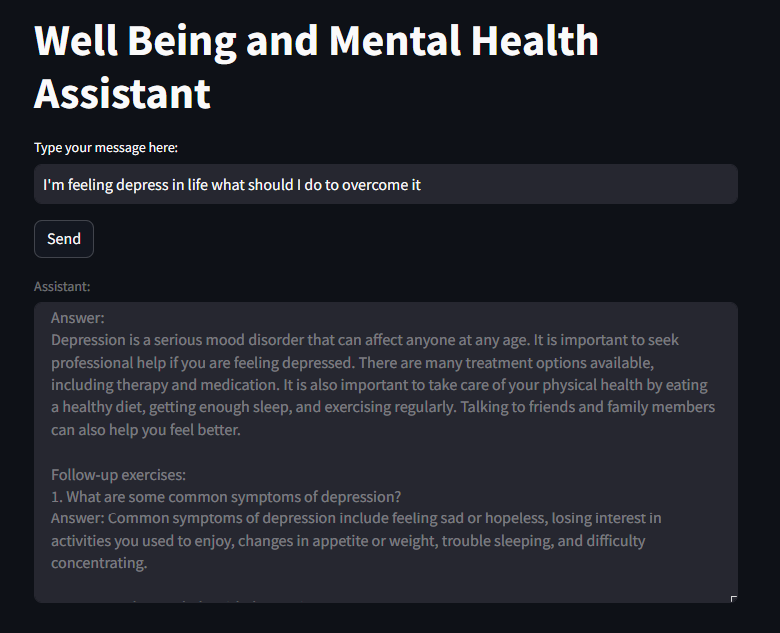 Well Being and Mental Health
Assistant
Type your message here:
I'm feeling depress in life what should I do to overcome it
Send
Assistant:
Answer:
Depression is a serious mood disorder that can affect anyone at any age. It is important to seek
professional help if you are feeling depressed. There are many treatment options available,
including therapy and medication. It is also important to take care of your physical health by eating
a healthy diet, getting enough sleep, and exercising regularly. Talking to friends and family members
can also help you feel better.
Follow-up exercises:
1. What are some common symptoms of depression?
Answer: Common symptoms of depression include feeling sad or hopeless, losing interest in
activities you used to enjoy, changes in appetite or weight, trouble sleeping, and difficulty
concentrating.